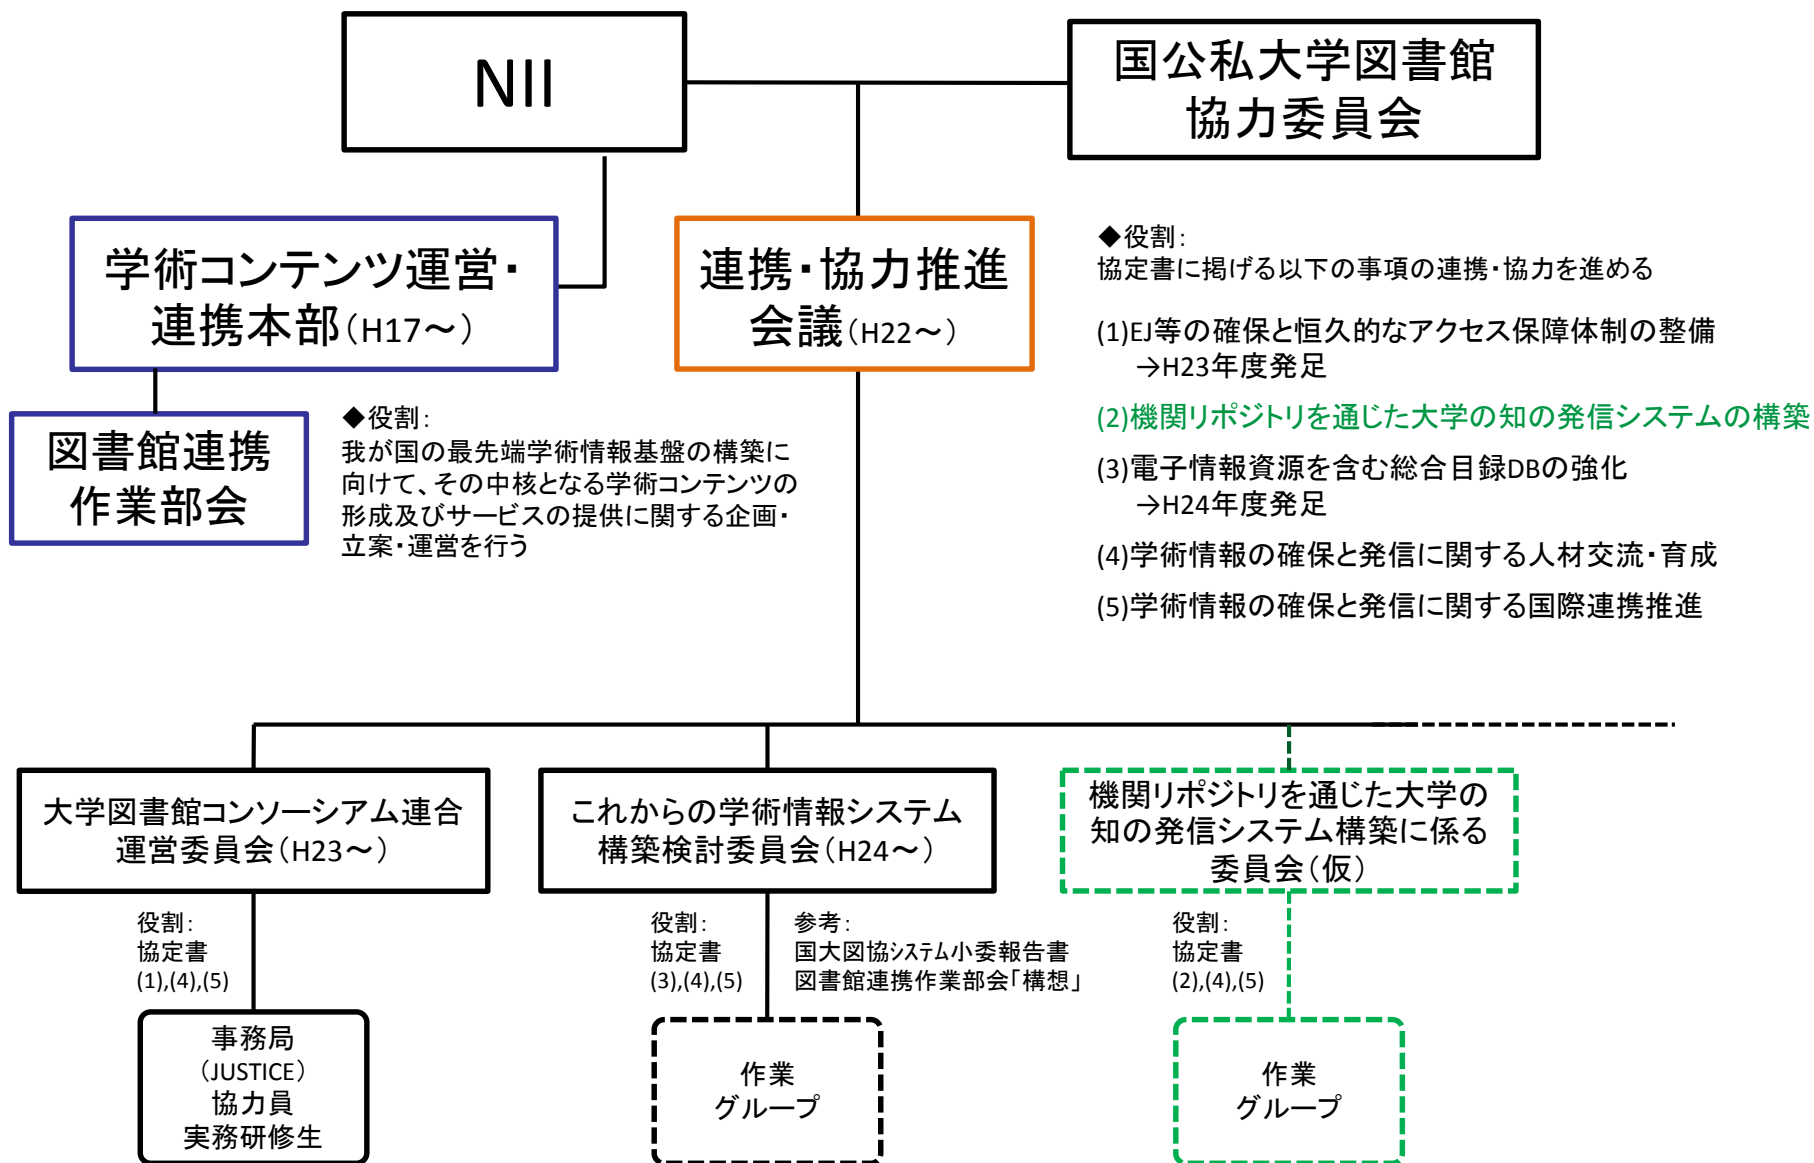 NII
国公私大学図書館
協力委員会
学術コンテンツ運営・
連携本部（H17～）
連携・協力推進
会議（H22～）
◆役割：
協定書に掲げる以下の事項の連携・協力を進める
(1)EJ等の確保と恒久的なアクセス保障体制の整備
→H23年度発足
(2)機関リポジトリを通じた大学の知の発信システムの構築
(3)電子情報資源を含む総合目録DBの強化
→H24年度発足
(4)学術情報の確保と発信に関する人材交流・育成
(5)学術情報の確保と発信に関する国際連携推進
図書館連携
作業部会
◆役割：
我が国の最先端学術情報基盤の構築に
向けて、その中核となる学術コンテンツの
形成及びサービスの提供に関する企画・
立案・運営を行う
大学図書館コンソーシアム連合
運営委員会（H23～）
これからの学術情報システム
構築検討委員会（H24～）
機関リポジトリを通じた大学の
知の発信システム構築に係る
委員会（仮）
役割：
協定書
(1),(4),(5)
役割：
協定書
(3),(4),(5)
参考：
国大図協システム小委報告書
図書館連携作業部会「構想」
役割：
協定書
(2),(4),(5)
事務局
（JUSTICE）
協力員
実務研修生
作業
グループ
作業
グループ